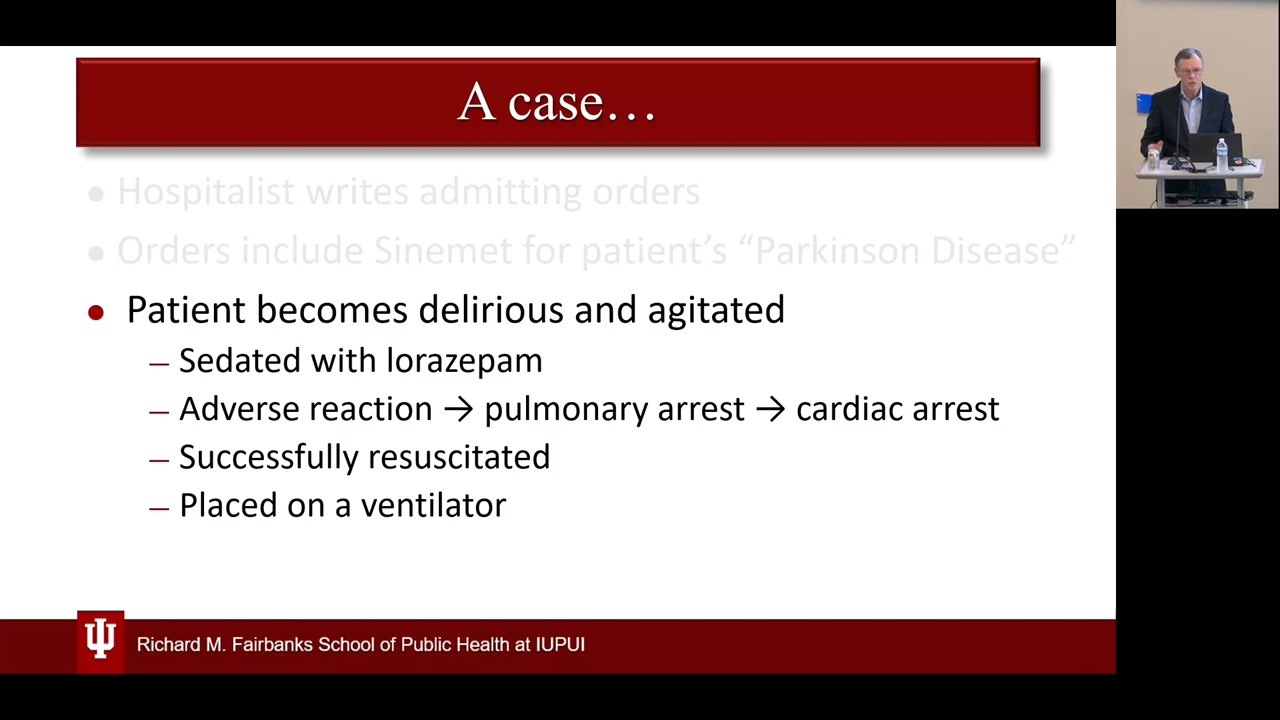 A case…
• Hospitalist writes admitting orders
• Orders include Sinemet for patient’s “Parkinson Disease”
• Patient becomes delirious and agitated
– Sedated with lorazepam
– Adverse reaction → pulmonary arrest → cardiac arrest
– Successfully resuscitated
– Placed on a ventilator
Richard M. Fairbanks School of Public Health at IUPUI